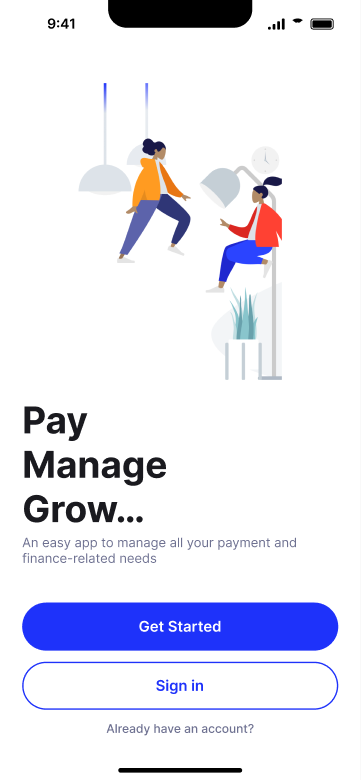 9:41
Pay
Manage
Grow...
An easy app to manage all your payment and
finance-related needs
Get Started
Sign in
Already have an account?